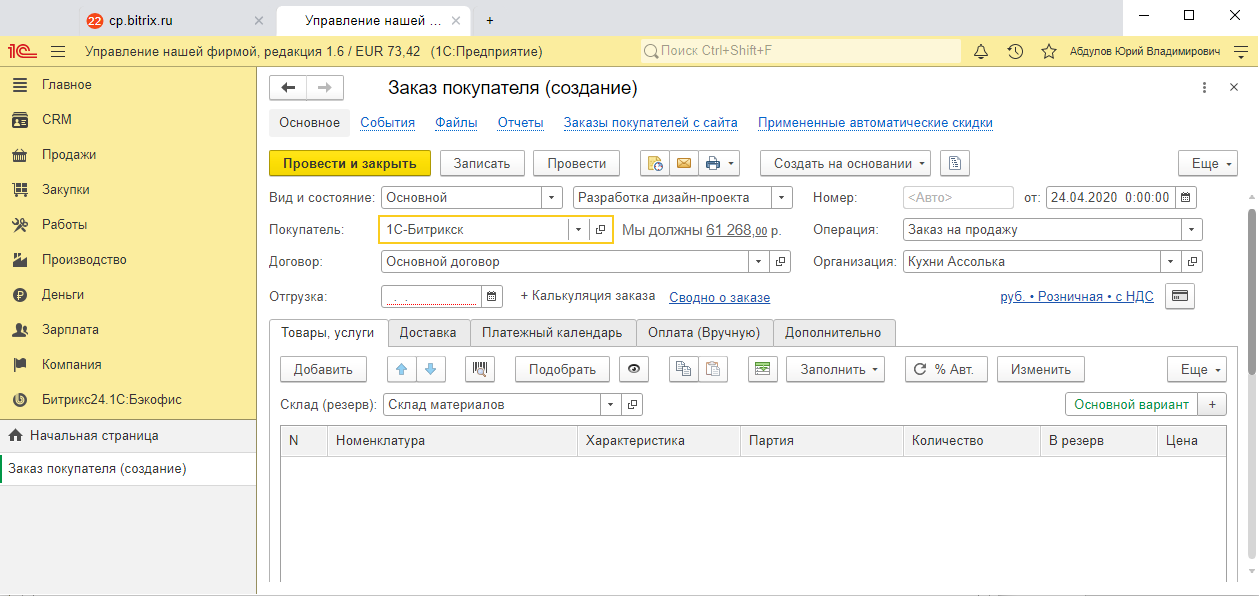 22 cp.bitrix.ru Управление нашей ...
1С Управление нашей фирмой, редакция 1.6 / EUR 73,42 (1С:Предприятие) Поиск Ctrl+Shift+F Абдулов Юрий Владимирович
Главное
CRM
Продажи
Закупки
Работы
Производство
Деньги
Зарплата
Компания
Битрикс24.1С:Бэкофис
Начальная страница
Заказ покупателя (создание)
Заказ покупателя (создание)
Основное События Файлы Отчеты Заказы покупателей с сайта Примененные автоматические скидки
Провести и закрыть Записать Провести Создать на основании Еще
Вид и состояние: Основной Разработка дизайн-проекта Номер: <Авто> от: 24.04.2020 0:00:00
Покупатель: 1С-Битрикск Мы должны 61 268,00 р. Операция: Заказ на продажу
Договор: Основной договор Организация: Кухни Ассолька
Отгрузка: . . + Калькуляция заказа Сводно о заказе руб. • Розничная • с НДС
Товары, услуги Доставка Платежный календарь Оплата (Вручную) Дополнительно
Добавить Подобрать Заполнить % Авт. Изменить Еще
Склад (резерв): Склад материалов Основной вариант +
N Номенклатура Характеристика Партия Количество В резерв Цена